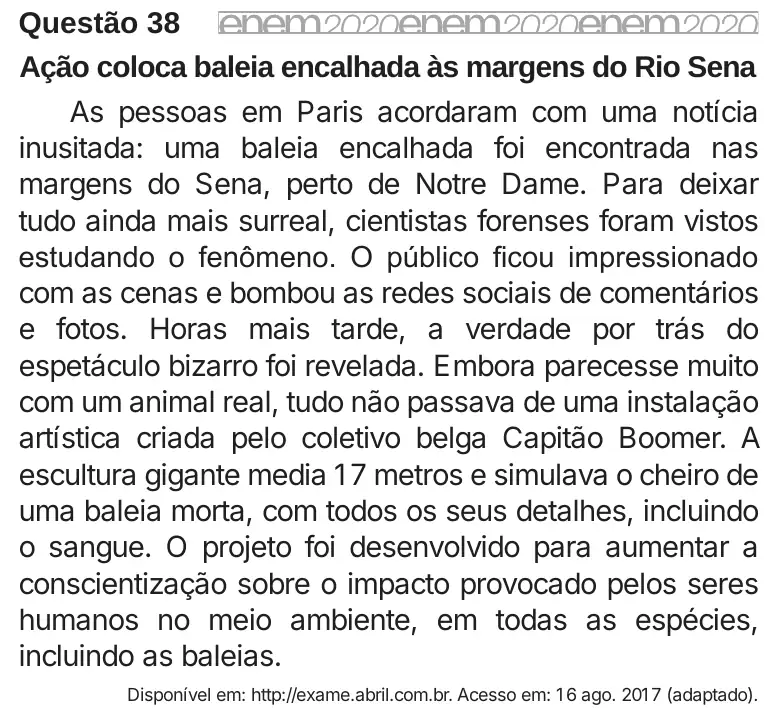 Questão 38 enem2020enem2020enem2020
Ação coloca baleia encalhada às margens do Rio Sena
As pessoas em Paris acordaram com uma notícia
inusitada: uma baleia encalhada foi encontrada nas
margens do Sena, perto de Notre Dame. Para deixar
tudo ainda mais surreal, cientistas forenses foram vistos
estudando o fenômeno. O público ficou impressionado
com as cenas e bombou as redes sociais de comentários
e fotos. Horas mais tarde, a verdade por trás do
espetáculo bizarro foi revelada. Embora parecesse muito
com um animal real, tudo não passava de uma instalação
artística criada pelo coletivo belga Capitão Boomer. A
escultura gigante media 17 metros e simulava o cheiro de
uma baleia morta, com todos os seus detalhes, incluindo
o sangue. O projeto foi desenvolvido para aumentar a
conscientização sobre o impacto provocado pelos seres
humanos no meio ambiente, em todas as espécies,
incluindo as baleias.
Disponível em: http://exame.abril.com.br. Acesso em: 16 ago. 2017 (adaptado).